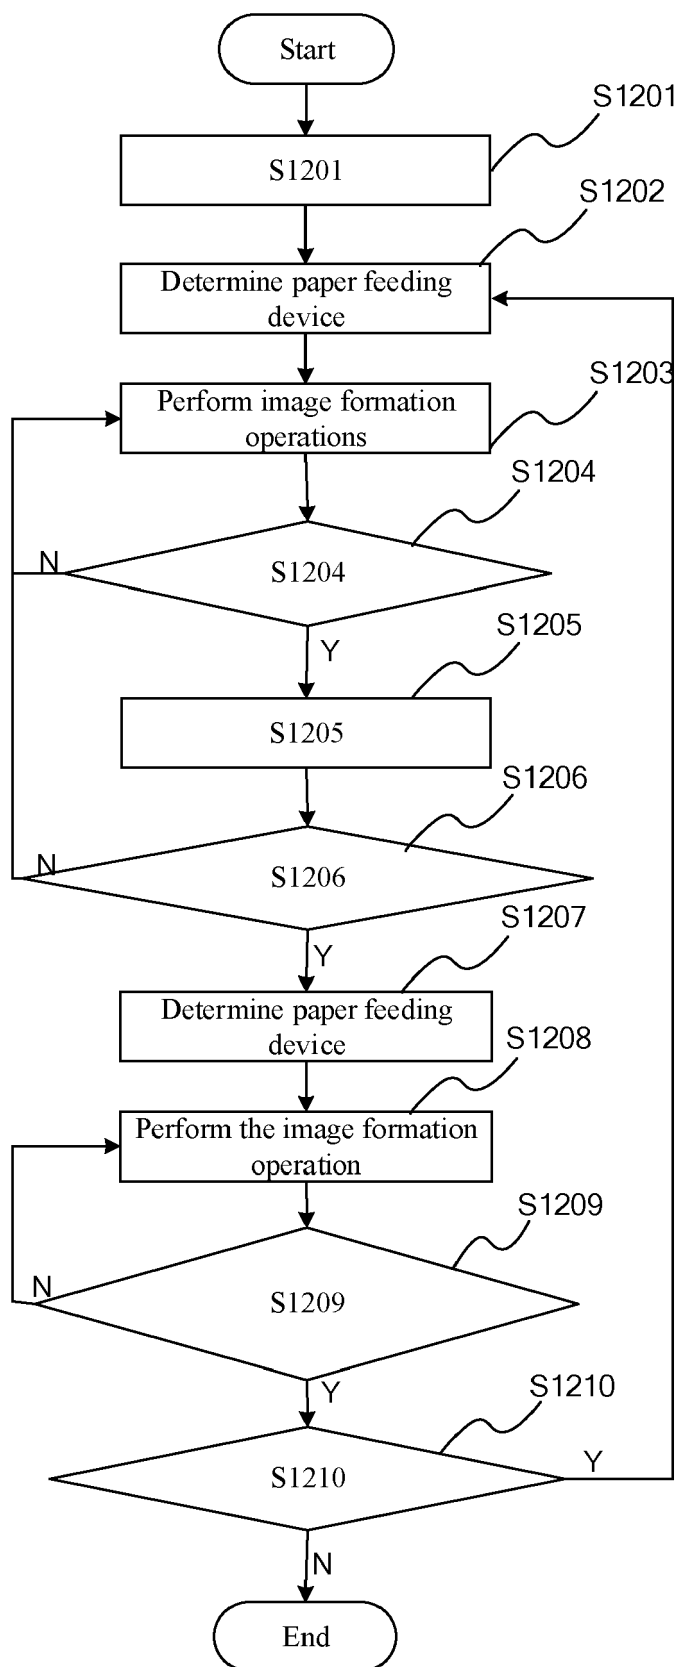 Start
S1201
S1201
S1202
Determine paper feeding
device
S1203
Perform image formation
operations
S1204
N
S1204
Y
S1205
S1205
S1206
N
S1206
Y
S1207
Determine paper feeding
device
S1208
Perform the image formation
operation
S1209
N
S1209
Y
S1210
S1210
Y
N
End